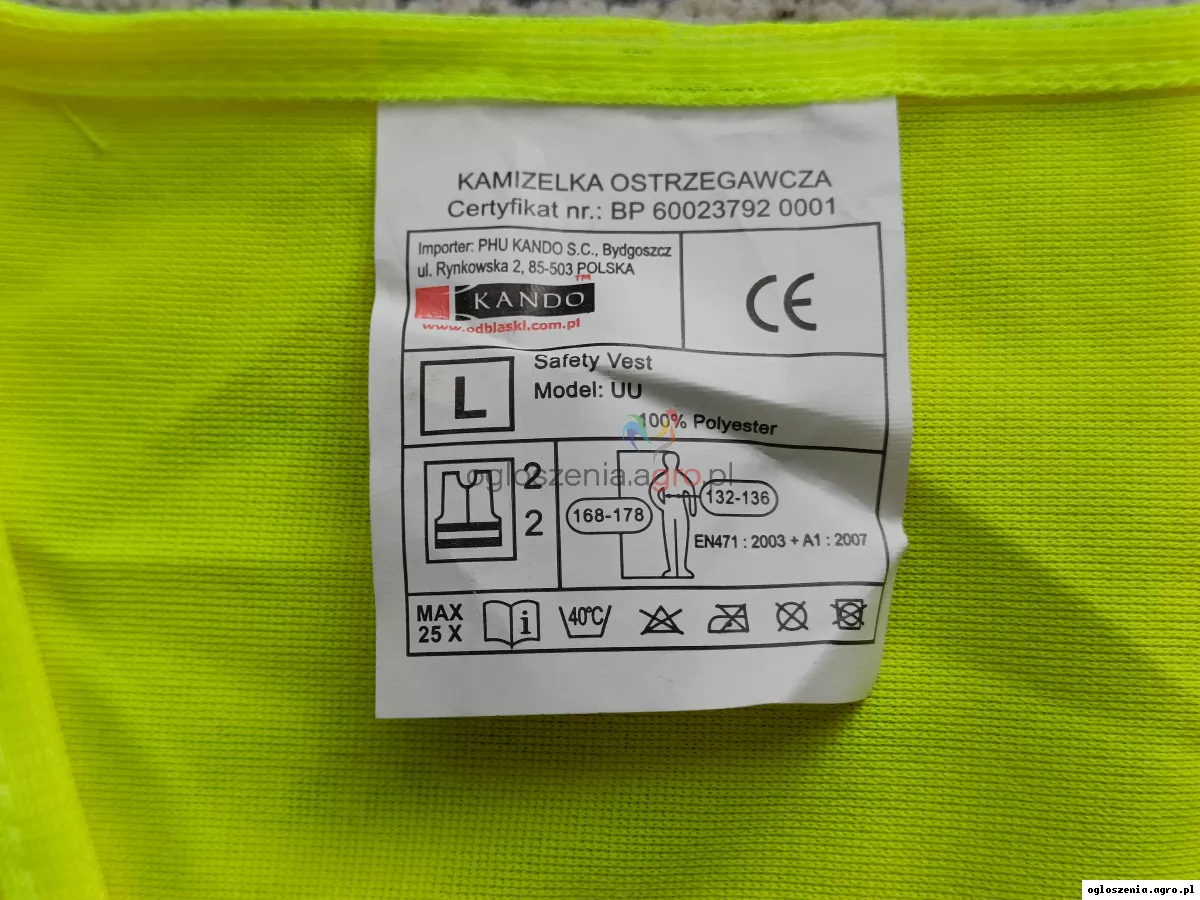 KAMIZELKA OSTRZEGAWCZA
Certyfikat nr.: BP 60023792 0001
Importer: PHU KANDO S.C., Bydgoszcz
ul. Rynkowska 2, 85-503 POLSKA
KANDO™
www.odblaski.com.pl
CE
L
Safety Vest
Model: UU
100% Polyester
ogloszenia.agro.pl
2
2
168-178
132-136
EN471 : 2003 + A1 : 2007
MAX
25 X
i
40°C
ogloszenia.agro.pl